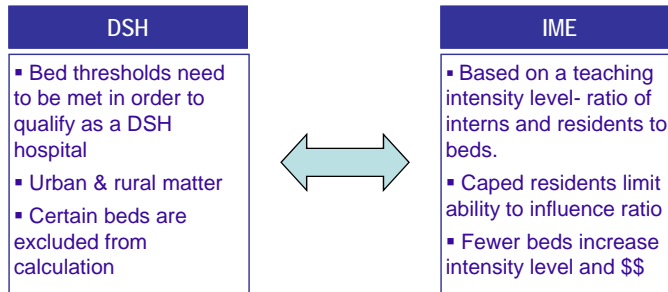 DSH
▪ Bed thresholds need
to be met in order to
qualify as a DSH
hospital
▪ Urban & rural matter
▪ Certain beds are
excluded from
calculation
IME
▪ Based on a teaching
intensity level- ratio of
interns and residents to
beds.
▪ Caped residents limit
ability to influence ratio
▪ Fewer beds increase
intensity level and $$